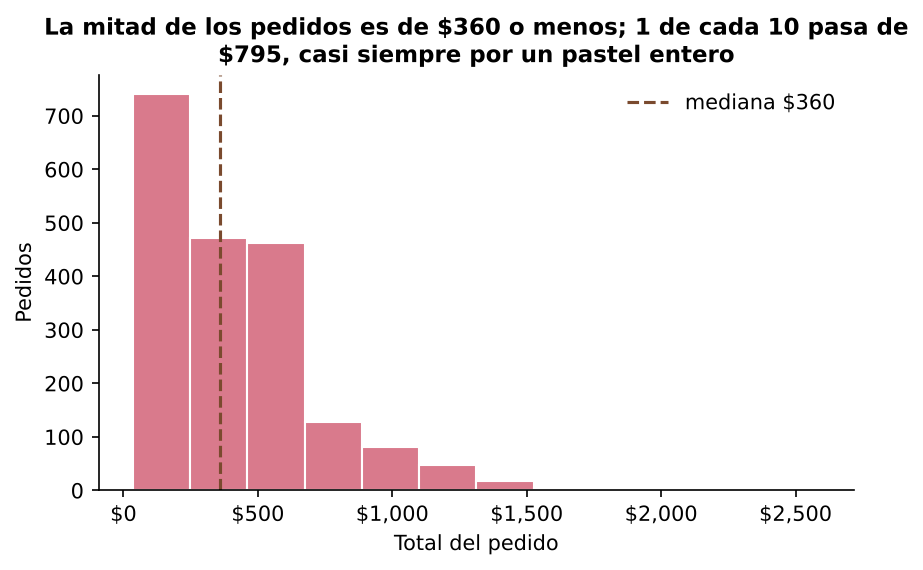 La mitad de los pedidos es de $360 o menos; 1 de cada 10 pasa de
$795, casi siempre por un pastel entero
mediana $360
Pedidos
700
600
500
400
300
200
100
0
$0
$500
$1,000
$1,500
$2,000
$2,500
Total del pedido